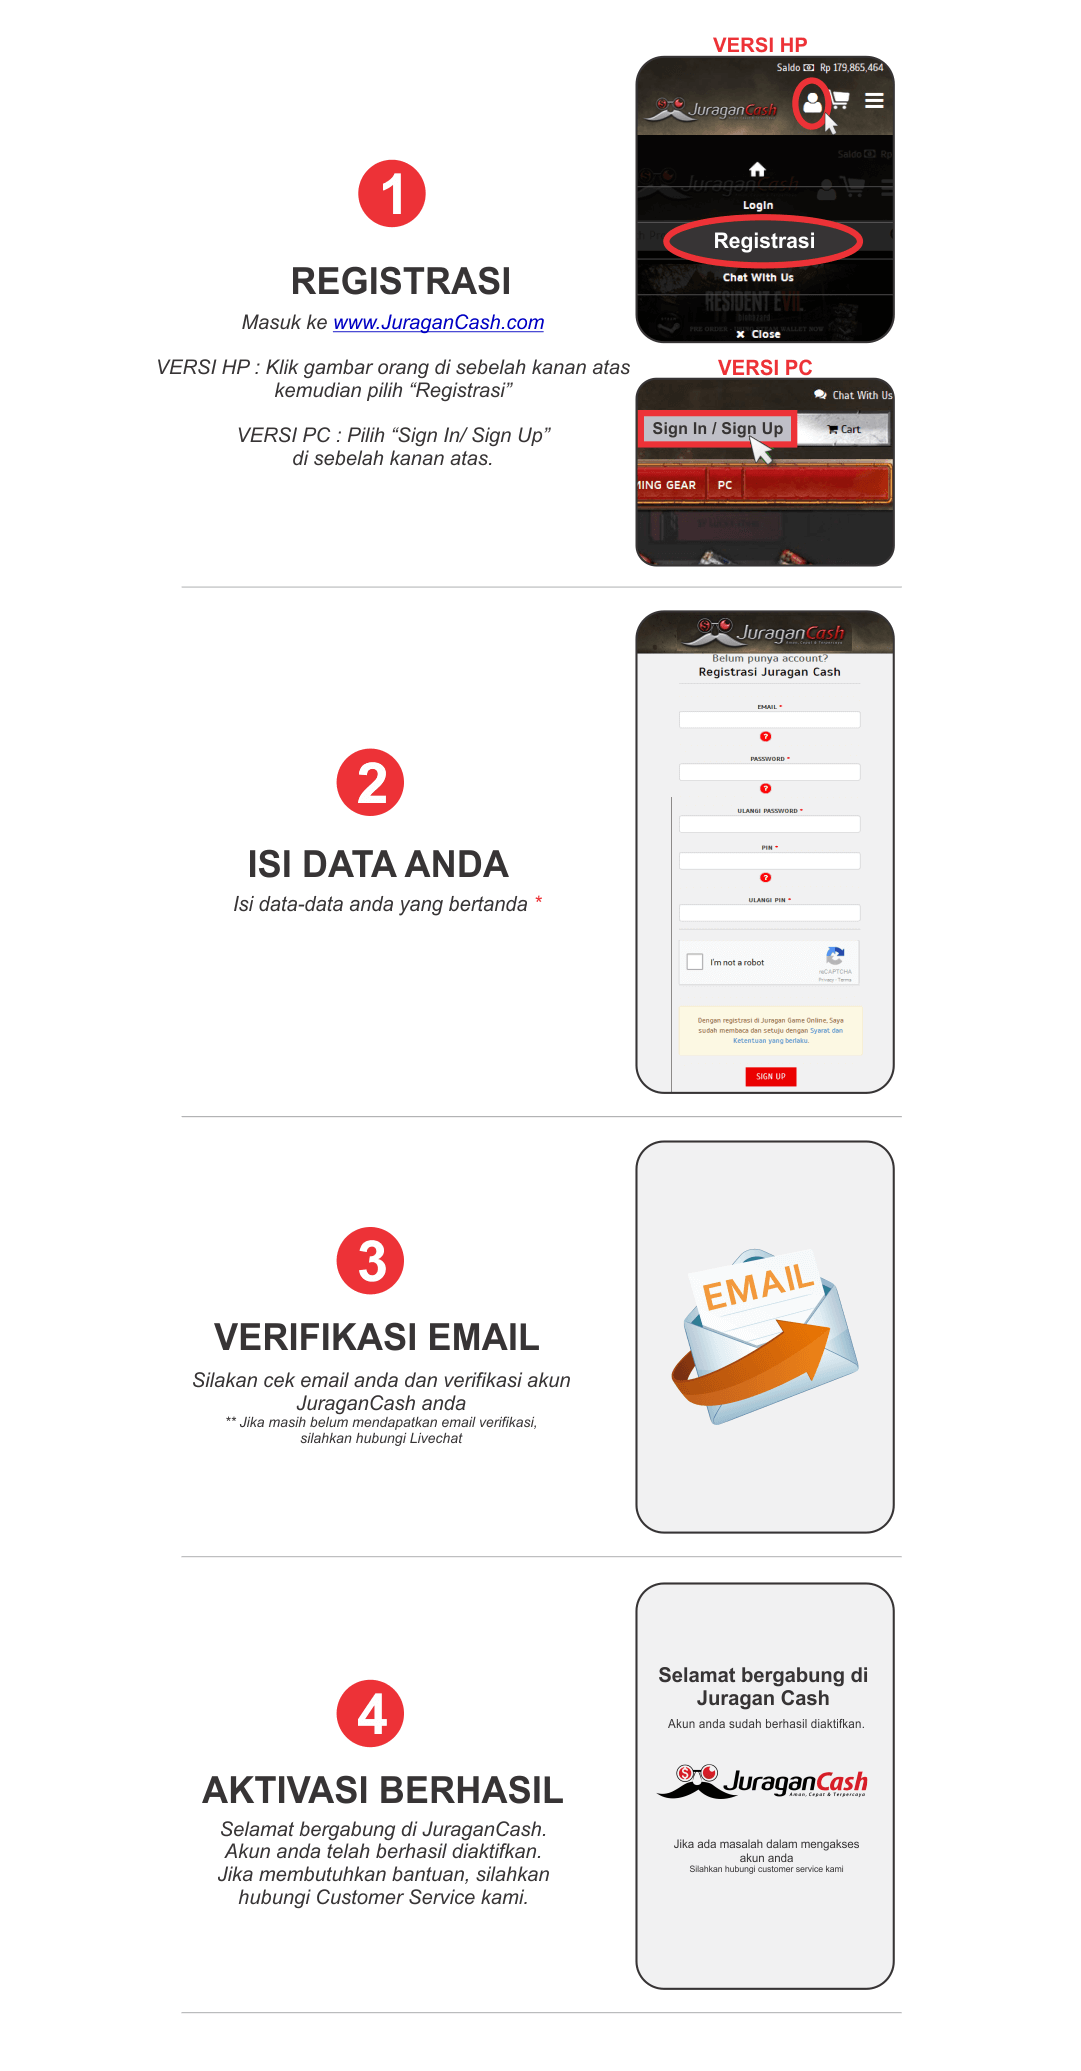 1
REGISTRASI
Masuk ke www.JuraganCash.com
VERSI HP : Klik gambar orang di sebelah kanan atas
kemudian pilih “Registrasi”
VERSI PC : Pilih “Sign In/ Sign Up”
di sebelah kanan atas.
VERSI HP
Saldo Rp 179,865,464
JuraganCash
Saldo Rp
JuraganCash
Login
Registrasi
Chat With Us
RESIDENT EVIL
✖ Close
VERSI PC
Chat With Us
Sign In / Sign Up
Cart
MING GEAR PC
2
ISI DATA ANDA
Isi data-data anda yang bertanda *
JuraganCash
Aman, Cepat & Terpercaya
Belum punya account?
Registrasi Juragan Cash
EMAIL *
?
PASSWORD *
?
ULANGI PASSWORD *
PIN *
?
ULANGI PIN *
I'm not a robot
reCAPTCHA
Privacy - Terms
Dengan registrasi di Juragan Game Online, Saya
sudah membaca dan setuju dengan Syarat dan
Ketentuan yang berlaku.
SIGN UP
3
VERIFIKASI EMAIL
Silakan cek email anda dan verifikasi akun
JuraganCash anda
** Jika masih belum mendapatkan email verifikasi,
silahkan hubungi Livechat
EMAIL
4
AKTIVASI BERHASIL
Selamat bergabung di JuraganCash.
Akun anda telah berhasil diaktifkan.
Jika membutuhkan bantuan, silahkan
hubungi Customer Service kami.
Selamat bergabung di
Juragan Cash
Akun anda sudah berhasil diaktifkan.
JuraganCash
Aman, Cepat & Terpercaya
Jika ada masalah dalam mengakses
akun anda
Silahkan hubungi customer service kami